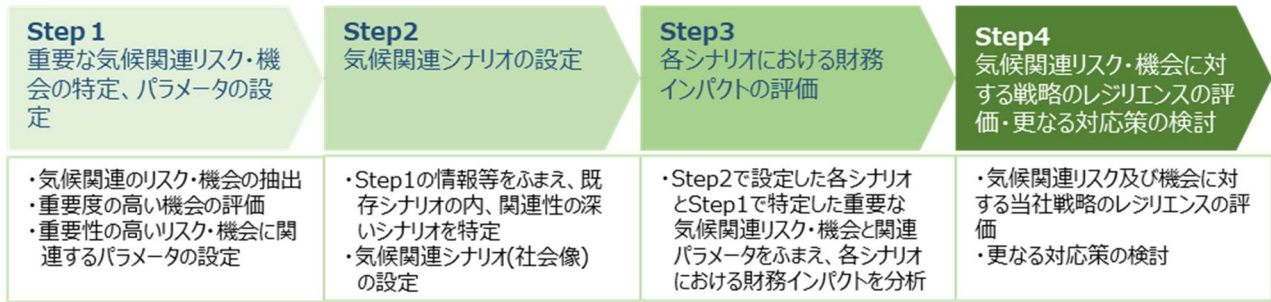 Step 1
重要な気候関連リスク・機
会の特定、パラメータの設
定
・気候関連のリスク・機会の抽出
・重要度の高い機会の評価
・重要性の高いリスク・機会に関
連するパラメータの設定
Step2
気候関連シナリオの設定
・Step1の情報等をふまえ、既
存シナリオの内、関連性の深
いシナリオを特定
・気候関連シナリオ(社会像)
の設定
Step3
各シナリオにおける財務
インパクトの評価
・Step2で設定した各シナリオ
とStep1で特定した重要な
気候関連リスク・機会と関連
パラメータをふまえ、各シナリオ
における財務インパクトを分析
Step4
気候関連リスク・機会に対
する戦略のレジリエンスの評
価・更なる対応策の検討
・気候関連リスク及び機会に対
する当社戦略のレジリエンスの評
価
・更なる対応策の検討